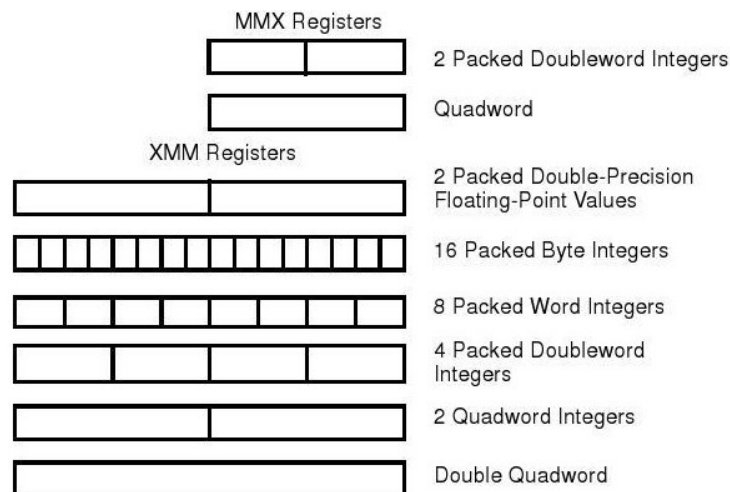 MMX Registers
2 Packed Doubleword Integers
Quadword
XMM Registers
2 Packed Double-Precision
Floating-Point Values
16 Packed Byte Integers
8 Packed Word Integers
4 Packed Doubleword
Integers
2 Quadword Integers
Double Quadword